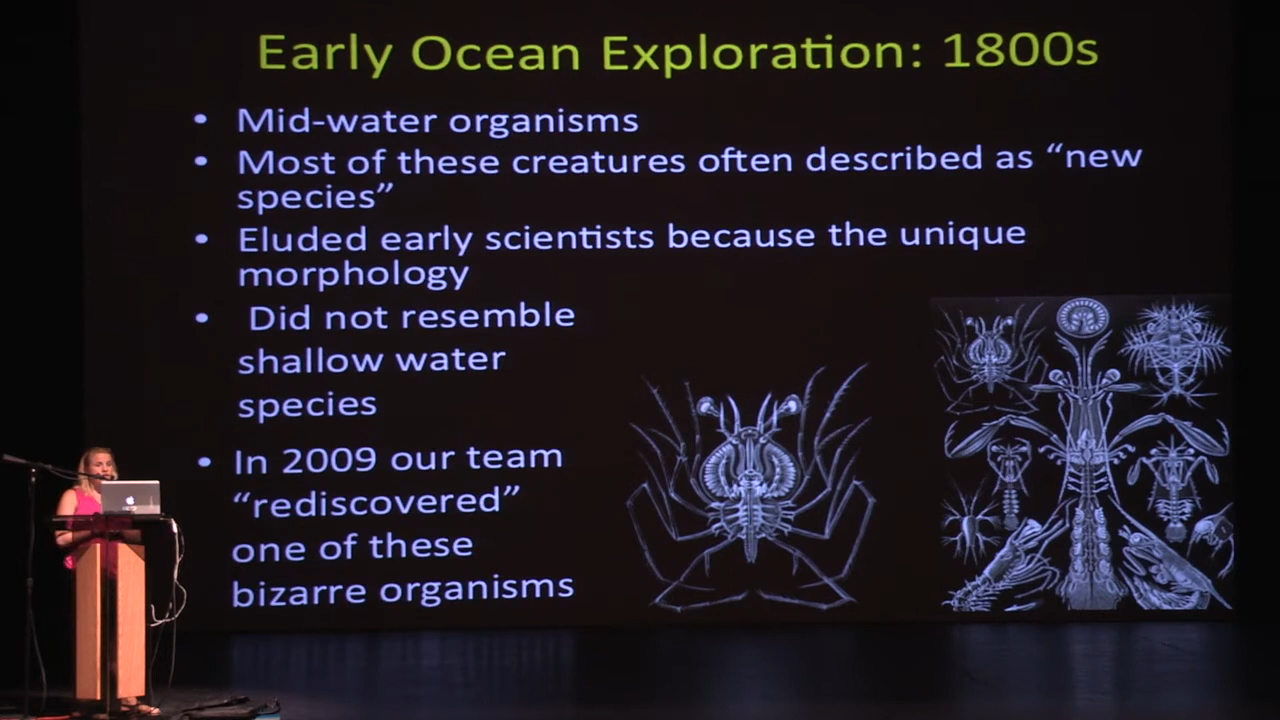 Early Ocean Exploration: 1800s
• Mid-water organisms
• Most of these creatures often described as “new
species”
• Eluded early scientists because the unique
morphology
• Did not resemble
shallow water
species
• In 2009 our team
“rediscovered”
one of these
bizarre organisms